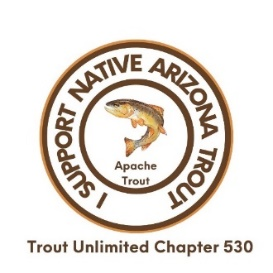 I SUPPORT NATIVE ARIZONA TROUT
Apache
Trout
Trout Unlimited Chapter 530